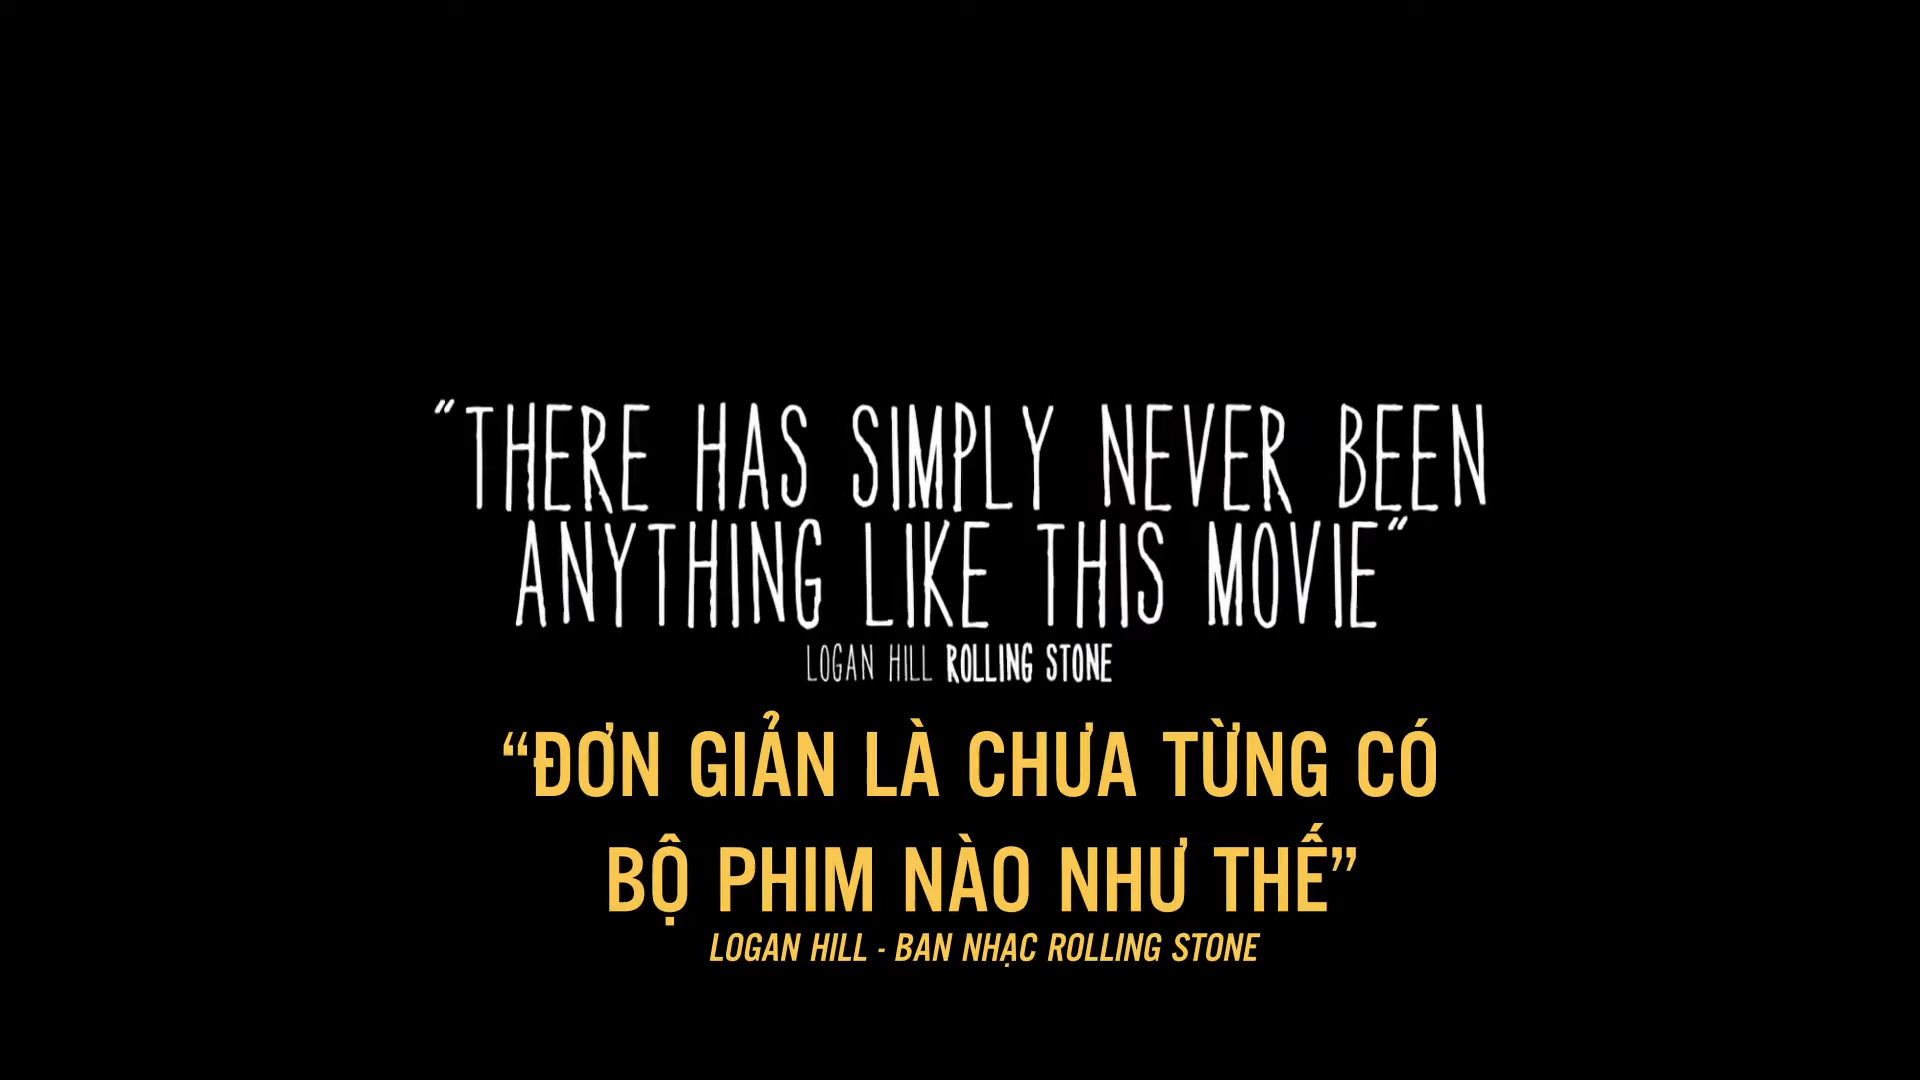 "THERE HAS SIMPLY NEVER BEEN
ANYTHING LIKE THIS MOVIE"
LOGAN HILL ROLLING STONE
“ĐƠN GIẢN LÀ CHƯA TỪNG CÓ
BỘ PHIM NÀO NHƯ THẾ”
LOGAN HILL - BAN NHẠC ROLLING STONE